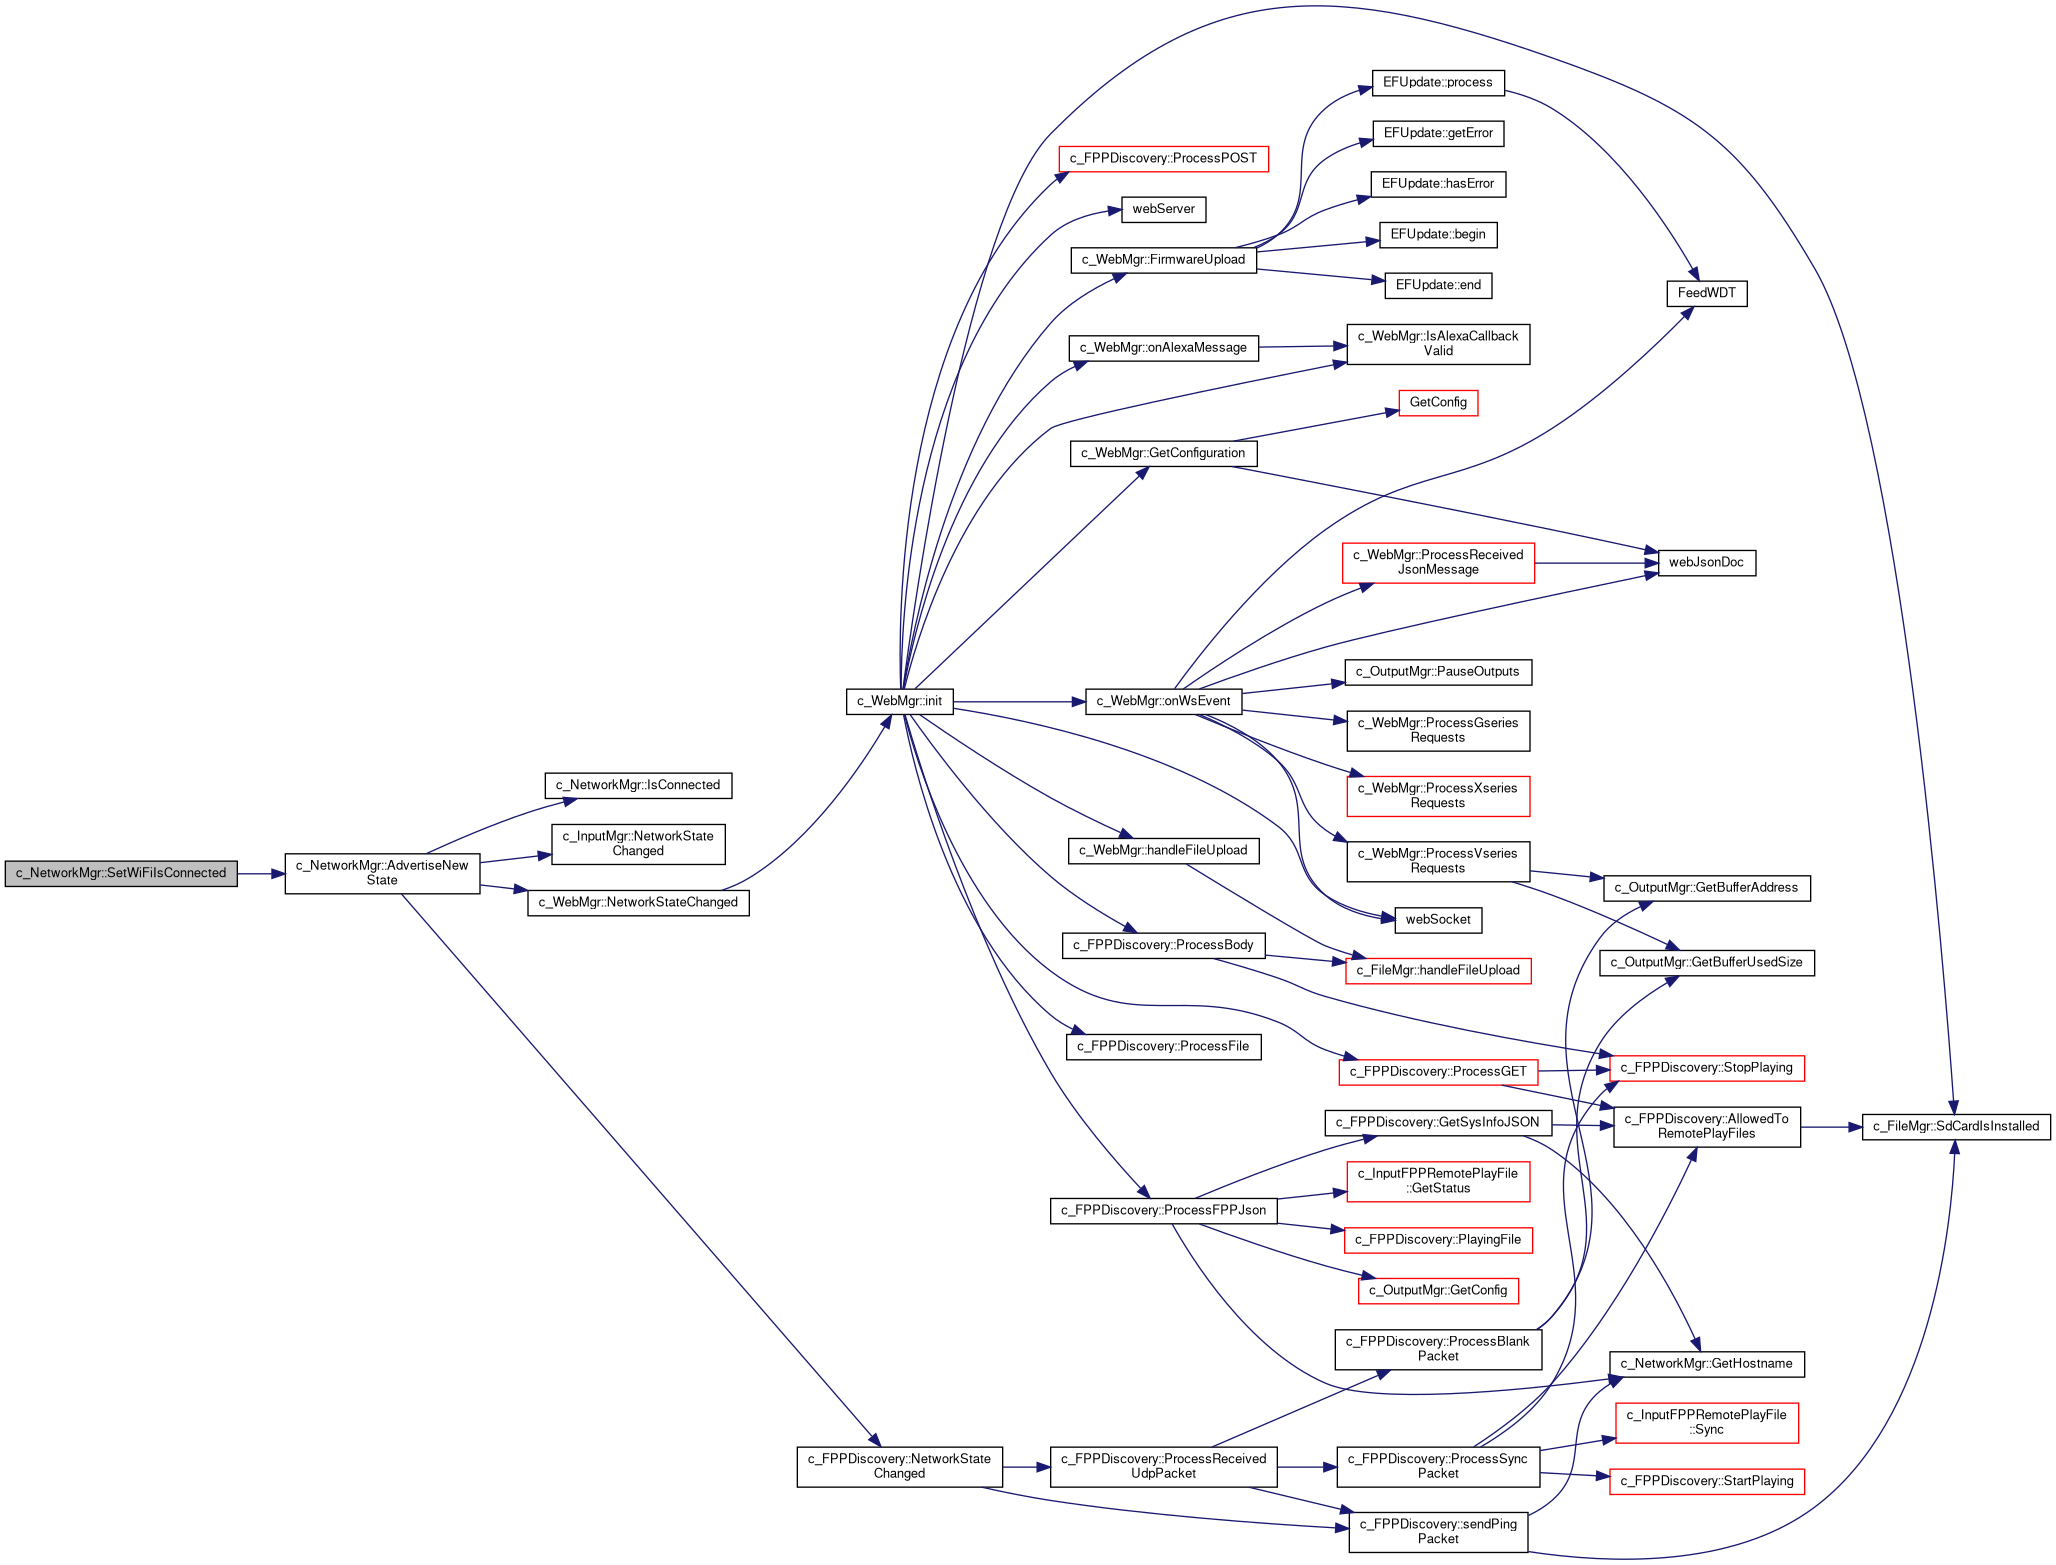 EFUpdate::process
EFUpdate::getError
c_FPPDiscovery::ProcessPOST
EFUpdate::hasError
webServer
EFUpdate::begin
c_WebMgr::FirmwareUpload
EFUpdate::end
FeedWDT
c_WebMgr::IsAlexaCallback
Valid
c_WebMgr::onAlexaMessage
GetConfig
c_WebMgr::GetConfiguration
c_WebMgr::ProcessReceived
JsonMessage
webJsonDoc
c_OutputMgr::PauseOutputs
c_WebMgr::init
c_WebMgr::onWsEvent
c_WebMgr::ProcessGseries
Requests
c_NetworkMgr::IsConnected
c_WebMgr::ProcessXseries
Requests
c_InputMgr::NetworkState
Changed
c_WebMgr::handleFileUpload
c_WebMgr::ProcessVseries
Requests
c_NetworkMgr::SetWiFiIsConnected
c_NetworkMgr::AdvertiseNew
State
c_OutputMgr::GetBufferAddress
c_WebMgr::NetworkStateChanged
webSocket
c_FPPDiscovery::ProcessBody
c_OutputMgr::GetBufferUsedSize
c_FileMgr::handleFileUpload
c_FPPDiscovery::ProcessFile
c_FPPDiscovery::ProcessGET
c_FPPDiscovery::StopPlaying
c_FPPDiscovery::GetSysInfoJSON
c_FPPDiscovery::AllowedTo
RemotePlayFiles
c_FileMgr::SdCardIsInstalled
c_InputFPPRemotePlayFile
::GetStatus
c_FPPDiscovery::ProcessFPPJson
c_FPPDiscovery::PlayingFile
c_OutputMgr::GetConfig
c_FPPDiscovery::ProcessBlank
Packet
c_NetworkMgr::GetHostname
c_InputFPPRemotePlayFile
::Sync
c_FPPDiscovery::NetworkState
Changed
c_FPPDiscovery::ProcessReceived
UdpPacket
c_FPPDiscovery::ProcessSync
Packet
c_FPPDiscovery::StartPlaying
c_FPPDiscovery::sendPing
Packet